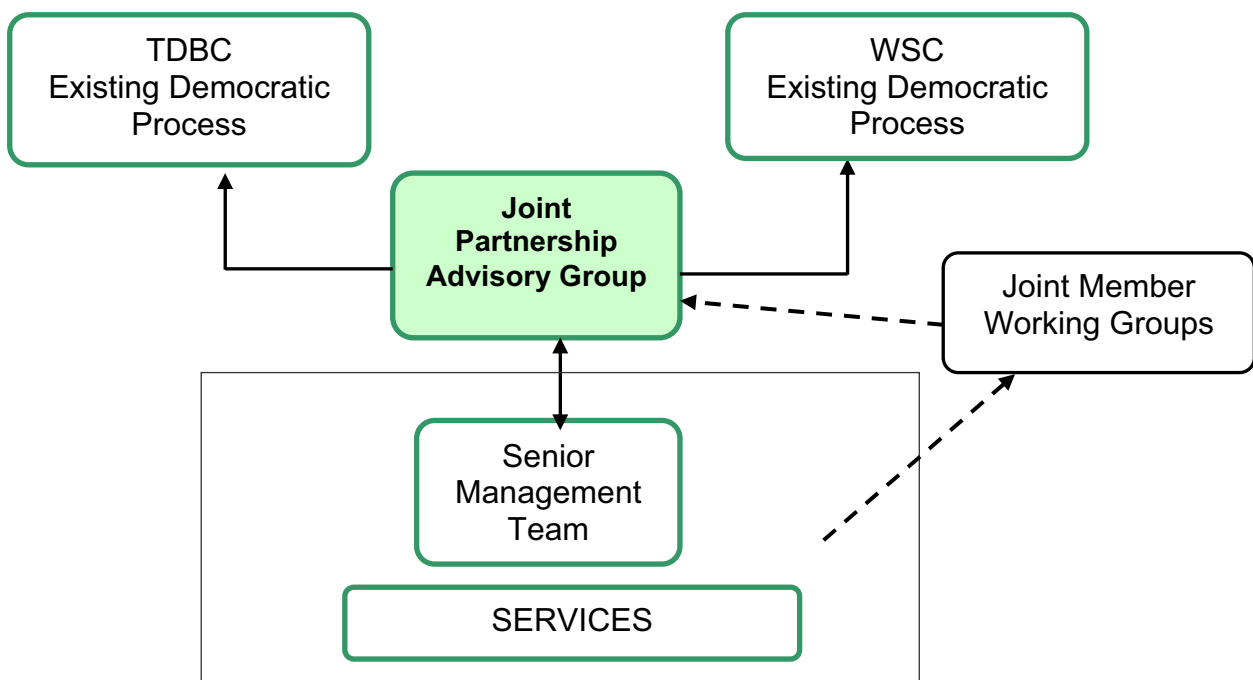 TDBC
Existing Democratic
Process
WSC
Existing Democratic
Process
Joint
Partnership
Advisory Group
Joint Member
Working Groups
Senior
Management
Team
SERVICES